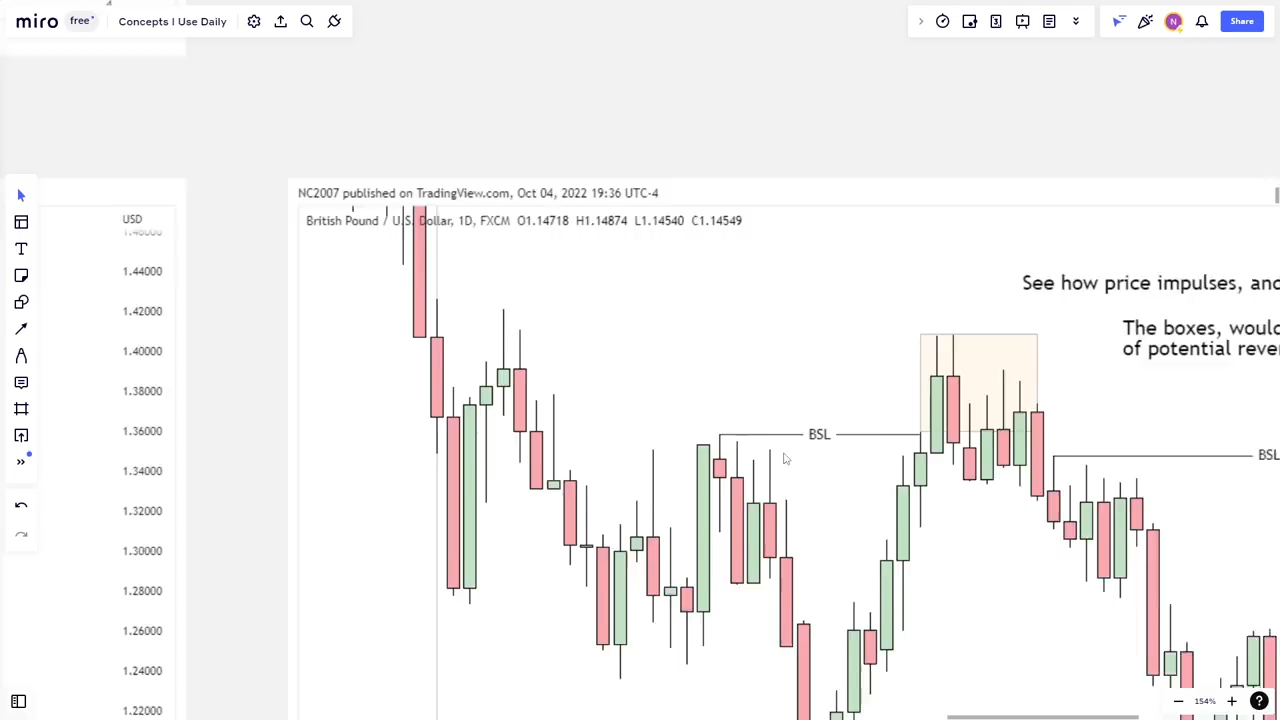 miro free Concepts I Use Daily
3 N Share
NC2007 published on TradingView.com, Oct 04, 2022 19:36 UTC-4
USD
British Pound / U.S. Dollar, 1D, FXCM O1.14718 H1.14874 L1.14540 C1.14549
1.46000
1.44000
1.42000
1.40000
1.38000
1.36000
1.34000
1.32000
1.30000
1.28000
1.26000
1.24000
1.22000
See how price impulses, and
The boxes, would
of potential rever
BSL
BSL
154%